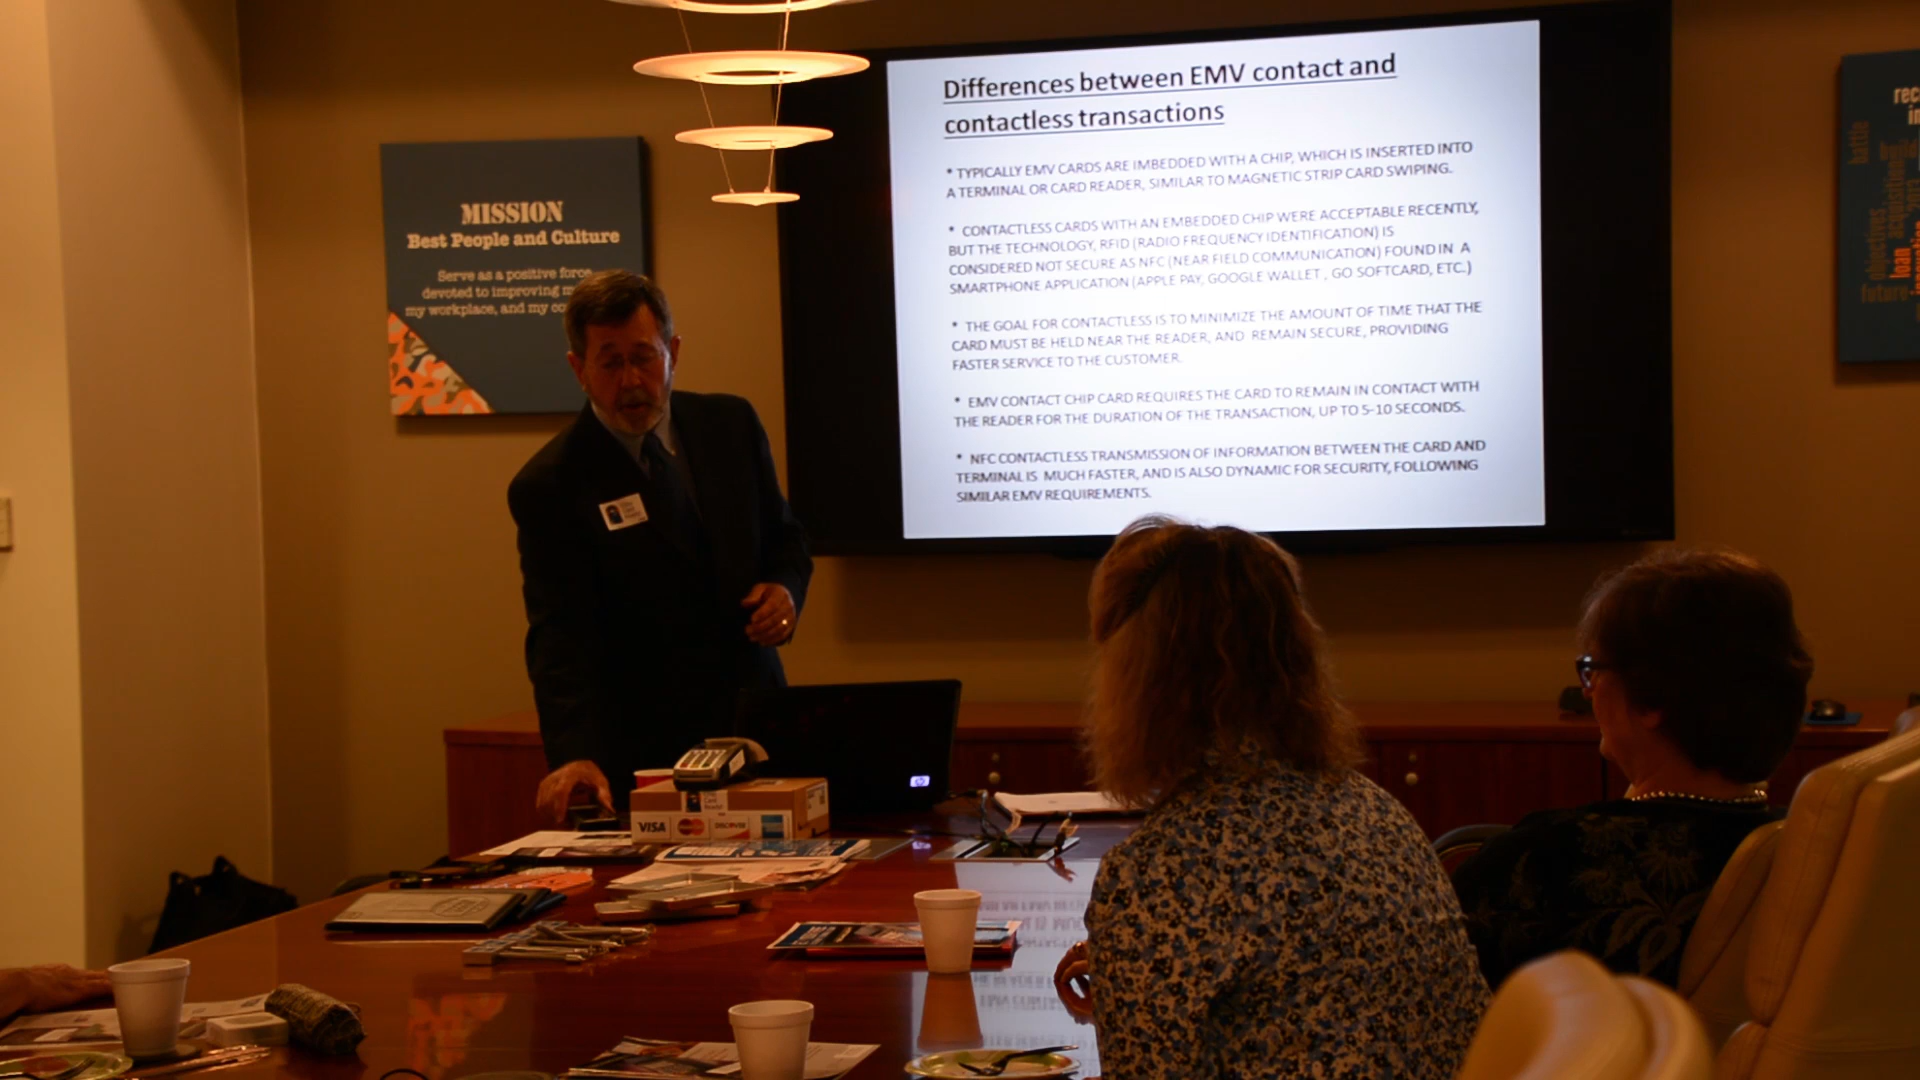 Differences between EMV contact and
contactless transactions
* TYPICALLY EMV CARDS ARE IMBEDDED WITH A CHIP, WHICH IS INSERTED INTO
A TERMINAL OR CARD READER, SIMILAR TO MAGNETIC STRIP CARD SWIPING.
* CONTACTLESS CARDS WITH AN EMBEDDED CHIP WERE ACCEPTABLE RECENTLY,
BUT THE TECHNOLOGY, RFID (RADIO FREQUENCY IDENTIFICATION) IS
CONSIDERED NOT SECURE AS NFC (NEAR FIELD COMMUNICATION) FOUND IN A
SMARTPHONE APPLICATION (APPLE PAY, GOOGLE WALLET , GO SOFTCARD, ETC.)
* THE GOAL FOR CONTACTLESS IS TO MINIMIZE THE AMOUNT OF TIME THAT THE
CARD MUST BE HELD NEAR THE READER, AND REMAIN SECURE, PROVIDING
FASTER SERVICE TO THE CUSTOMER.
* EMV CONTACT CHIP CARD REQUIRES THE CARD TO REMAIN IN CONTACT WITH
THE READER FOR THE DURATION OF THE TRANSACTION, UP TO 5-10 SECONDS.
* NFC CONTACTLESS TRANSMISSION OF INFORMATION BETWEEN THE CARD AND
TERMINAL IS MUCH FASTER, AND IS ALSO DYNAMIC FOR SECURITY, FOLLOWING
SIMILAR EMV REQUIREMENTS.
MISSION
Best People and Culture
Serve as a positive force
devoted to improving m
my workplace, and my co
rec
in
battle
build
objectives
acquisition
loan
2013
future
hp
VISA
DISCOVER